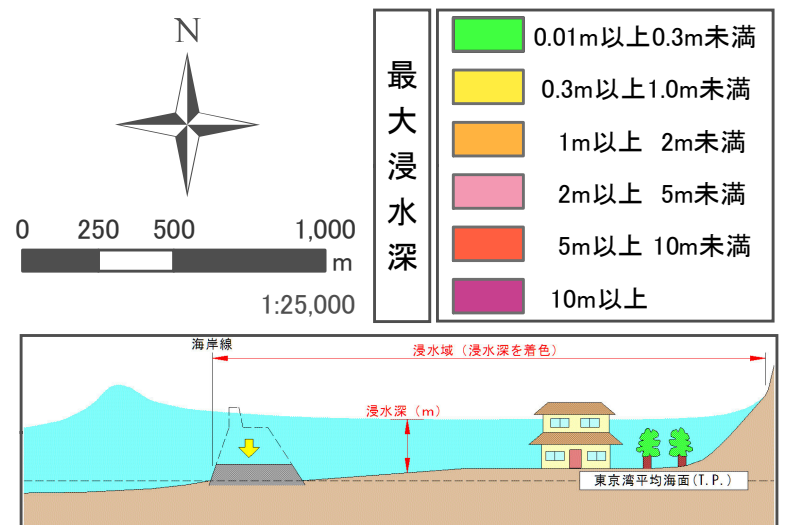 N
0 250 500 1,000
m
1:25,000
最大浸水深
0.01m以上0.3m未満
0.3m以上1.0m未満
1m以上 2m未満
2m以上 5m未満
5m以上 10m未満
10m以上
海岸線
浸水域（浸水深を着色）
浸水深（m）
東京湾平均海面(T.P.)